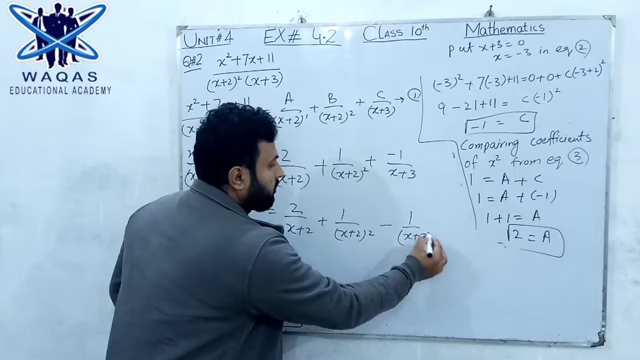 WAQAS
EDUCATIONAL ACADEMY
UNIT#4 EX# 4.2 CLASS 10th Mathematics
Q#2 x²+7x+11 / (x+2)²(x+3)
x²+7x+11 = A/(x+2) + B/(x+2)² + C/(x+3) → ①
2/(x+2) + 1/(x+2)² + -1/x+3
= 2/x+2 + 1/(x+2)² - 1/(x+3
Put x+3=0
x=-3 in eq ②
(-3)²+7(-3)+11=0+0+C(-3+2)²
9-21+11 = C(-1)²
-1 = C
Comparing coefficients
of x² from eq ③
1 = A + C
1 = A + (-1)
1+1 = A
2 = A